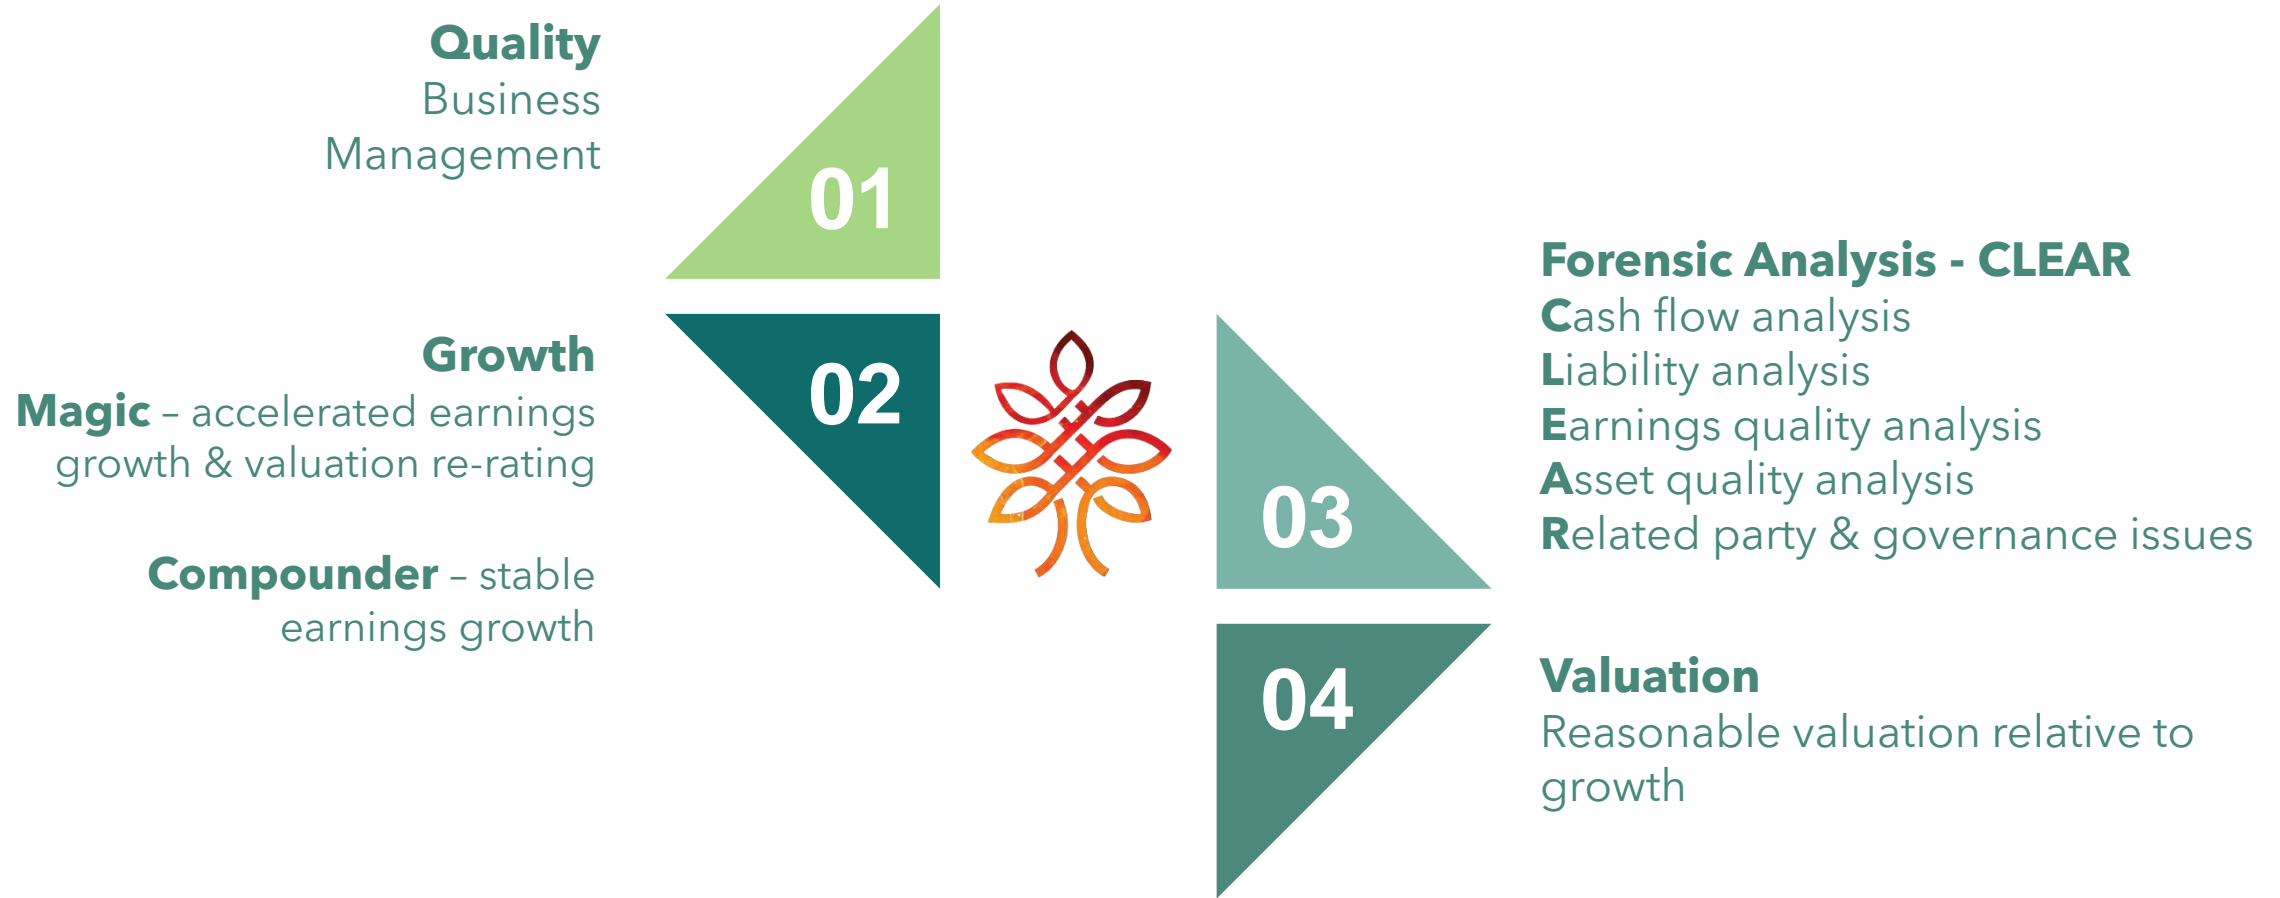 Quality
Business
Management
01
Growth
Magic – accelerated earnings
growth & valuation re-rating
Compounder – stable
earnings growth
02
Forensic Analysis - CLEAR
Cash flow analysis
Liability analysis
Earnings quality analysis
Asset quality analysis
Related party & governance issues
03
Valuation
Reasonable valuation relative to
growth
04